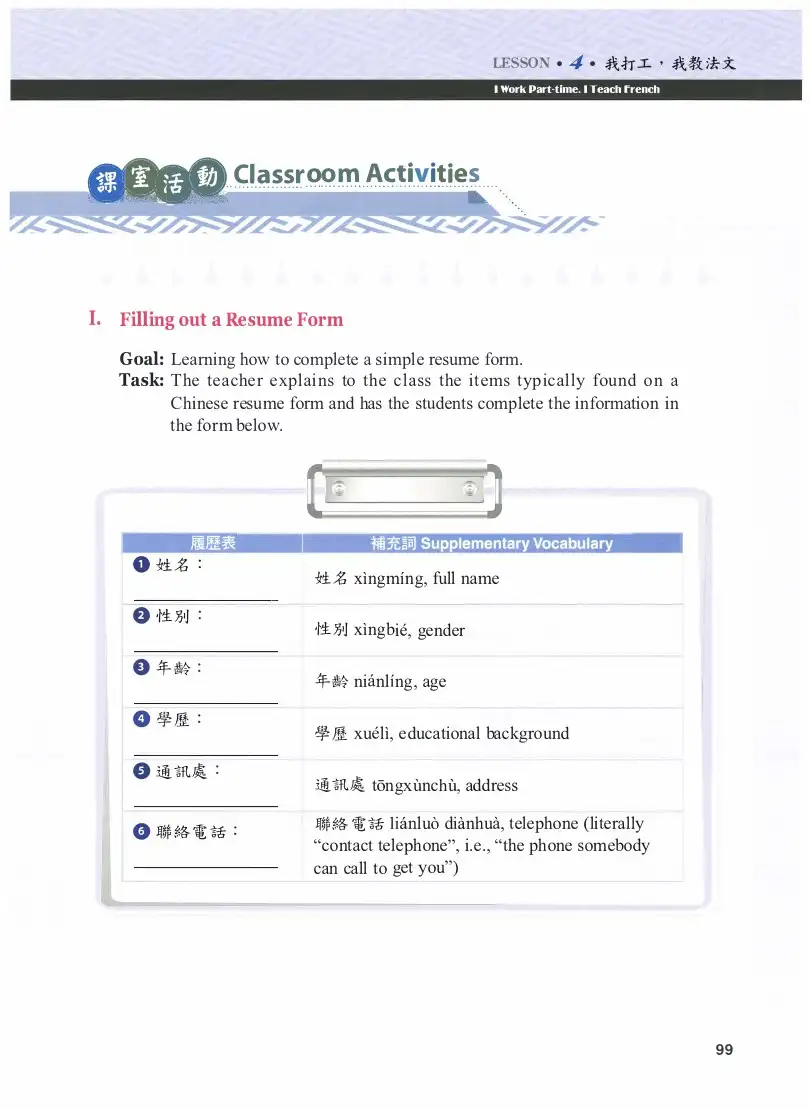 LESSON • 4 • 我打工，我教法文
I Work Part-time. I Teach French
課室活動 Classroom Activities
I. Filling out a Resume Form
Goal: Learning how to complete a simple resume form.
Task: The teacher explains to the class the items typically found on a
Chinese resume form and has the students complete the information in
the form below.
履歷表
補充詞 Supplementary Vocabulary
❶ 姓名：
姓名 xìngmíng, full name
❷ 性別：
性別 xìngbié, gender
❸ 年齡：
年齡 niánlíng, age
❹ 學歷：
學歷 xuélì, educational background
❺ 通訊處：
通訊處 tōngxùnchù, address
❻ 聯絡電話：
聯絡電話 liánluò diànhuà, telephone (literally
“contact telephone”, i.e., “the phone somebody
can call to get you”)
99